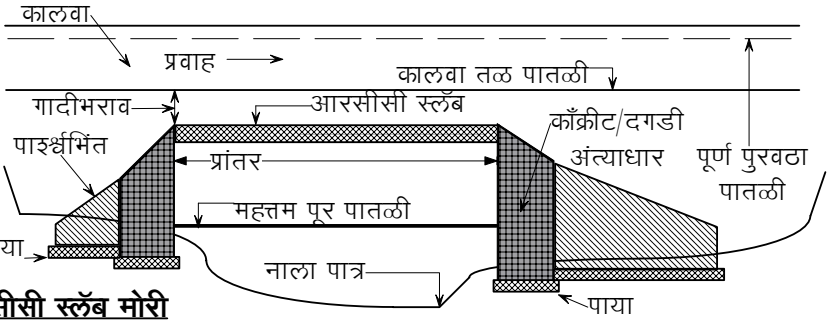 कालवा
प्रवाह
कालवा तळ पातळी
गादीभराव
आरसीसी स्लॅब
पार्श्वभिंत
काँक्रीट/दगडी
अंत्याधार
प्रांतर
पूर्ण पुरवठा
पातळी
महत्तम पूर पातळी
नाला पात्र
पाया
स्लॅब मोरी